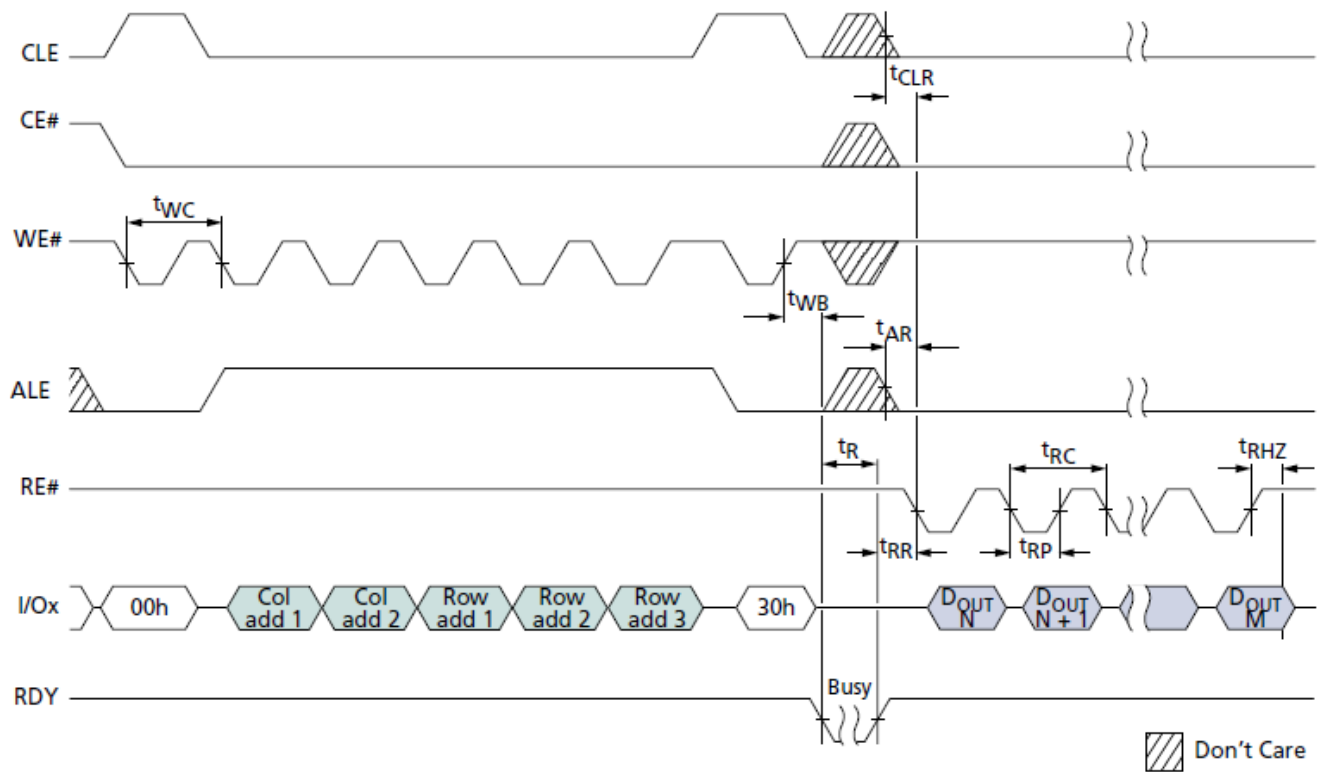 CLE
tCLR
CE#
tWC
WE#
tWB
tAR
ALE
tR
tRC
tRHZ
RE#
tRR
tRP
I/Ox
00h
Col add 1
Col add 2
Row add 1
Row add 2
Row add 3
30h
DOUT N
DOUT N + 1
DOUT M
RDY
Busy
Don't Care